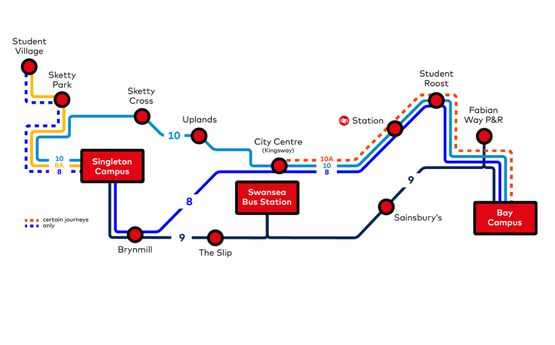 Student
Village
Sketty
Park
Sketty
Cross
10
Uplands
City Centre
(Kingsway)
Station
Student
Roost
Fabian
Way P&R
10A
10
8
10
8A
8
Singleton
Campus
Swansea
Bus Station
8
9
Sainsbury's
Bay
Campus
certain journeys
only
Brynmill
9
The Slip